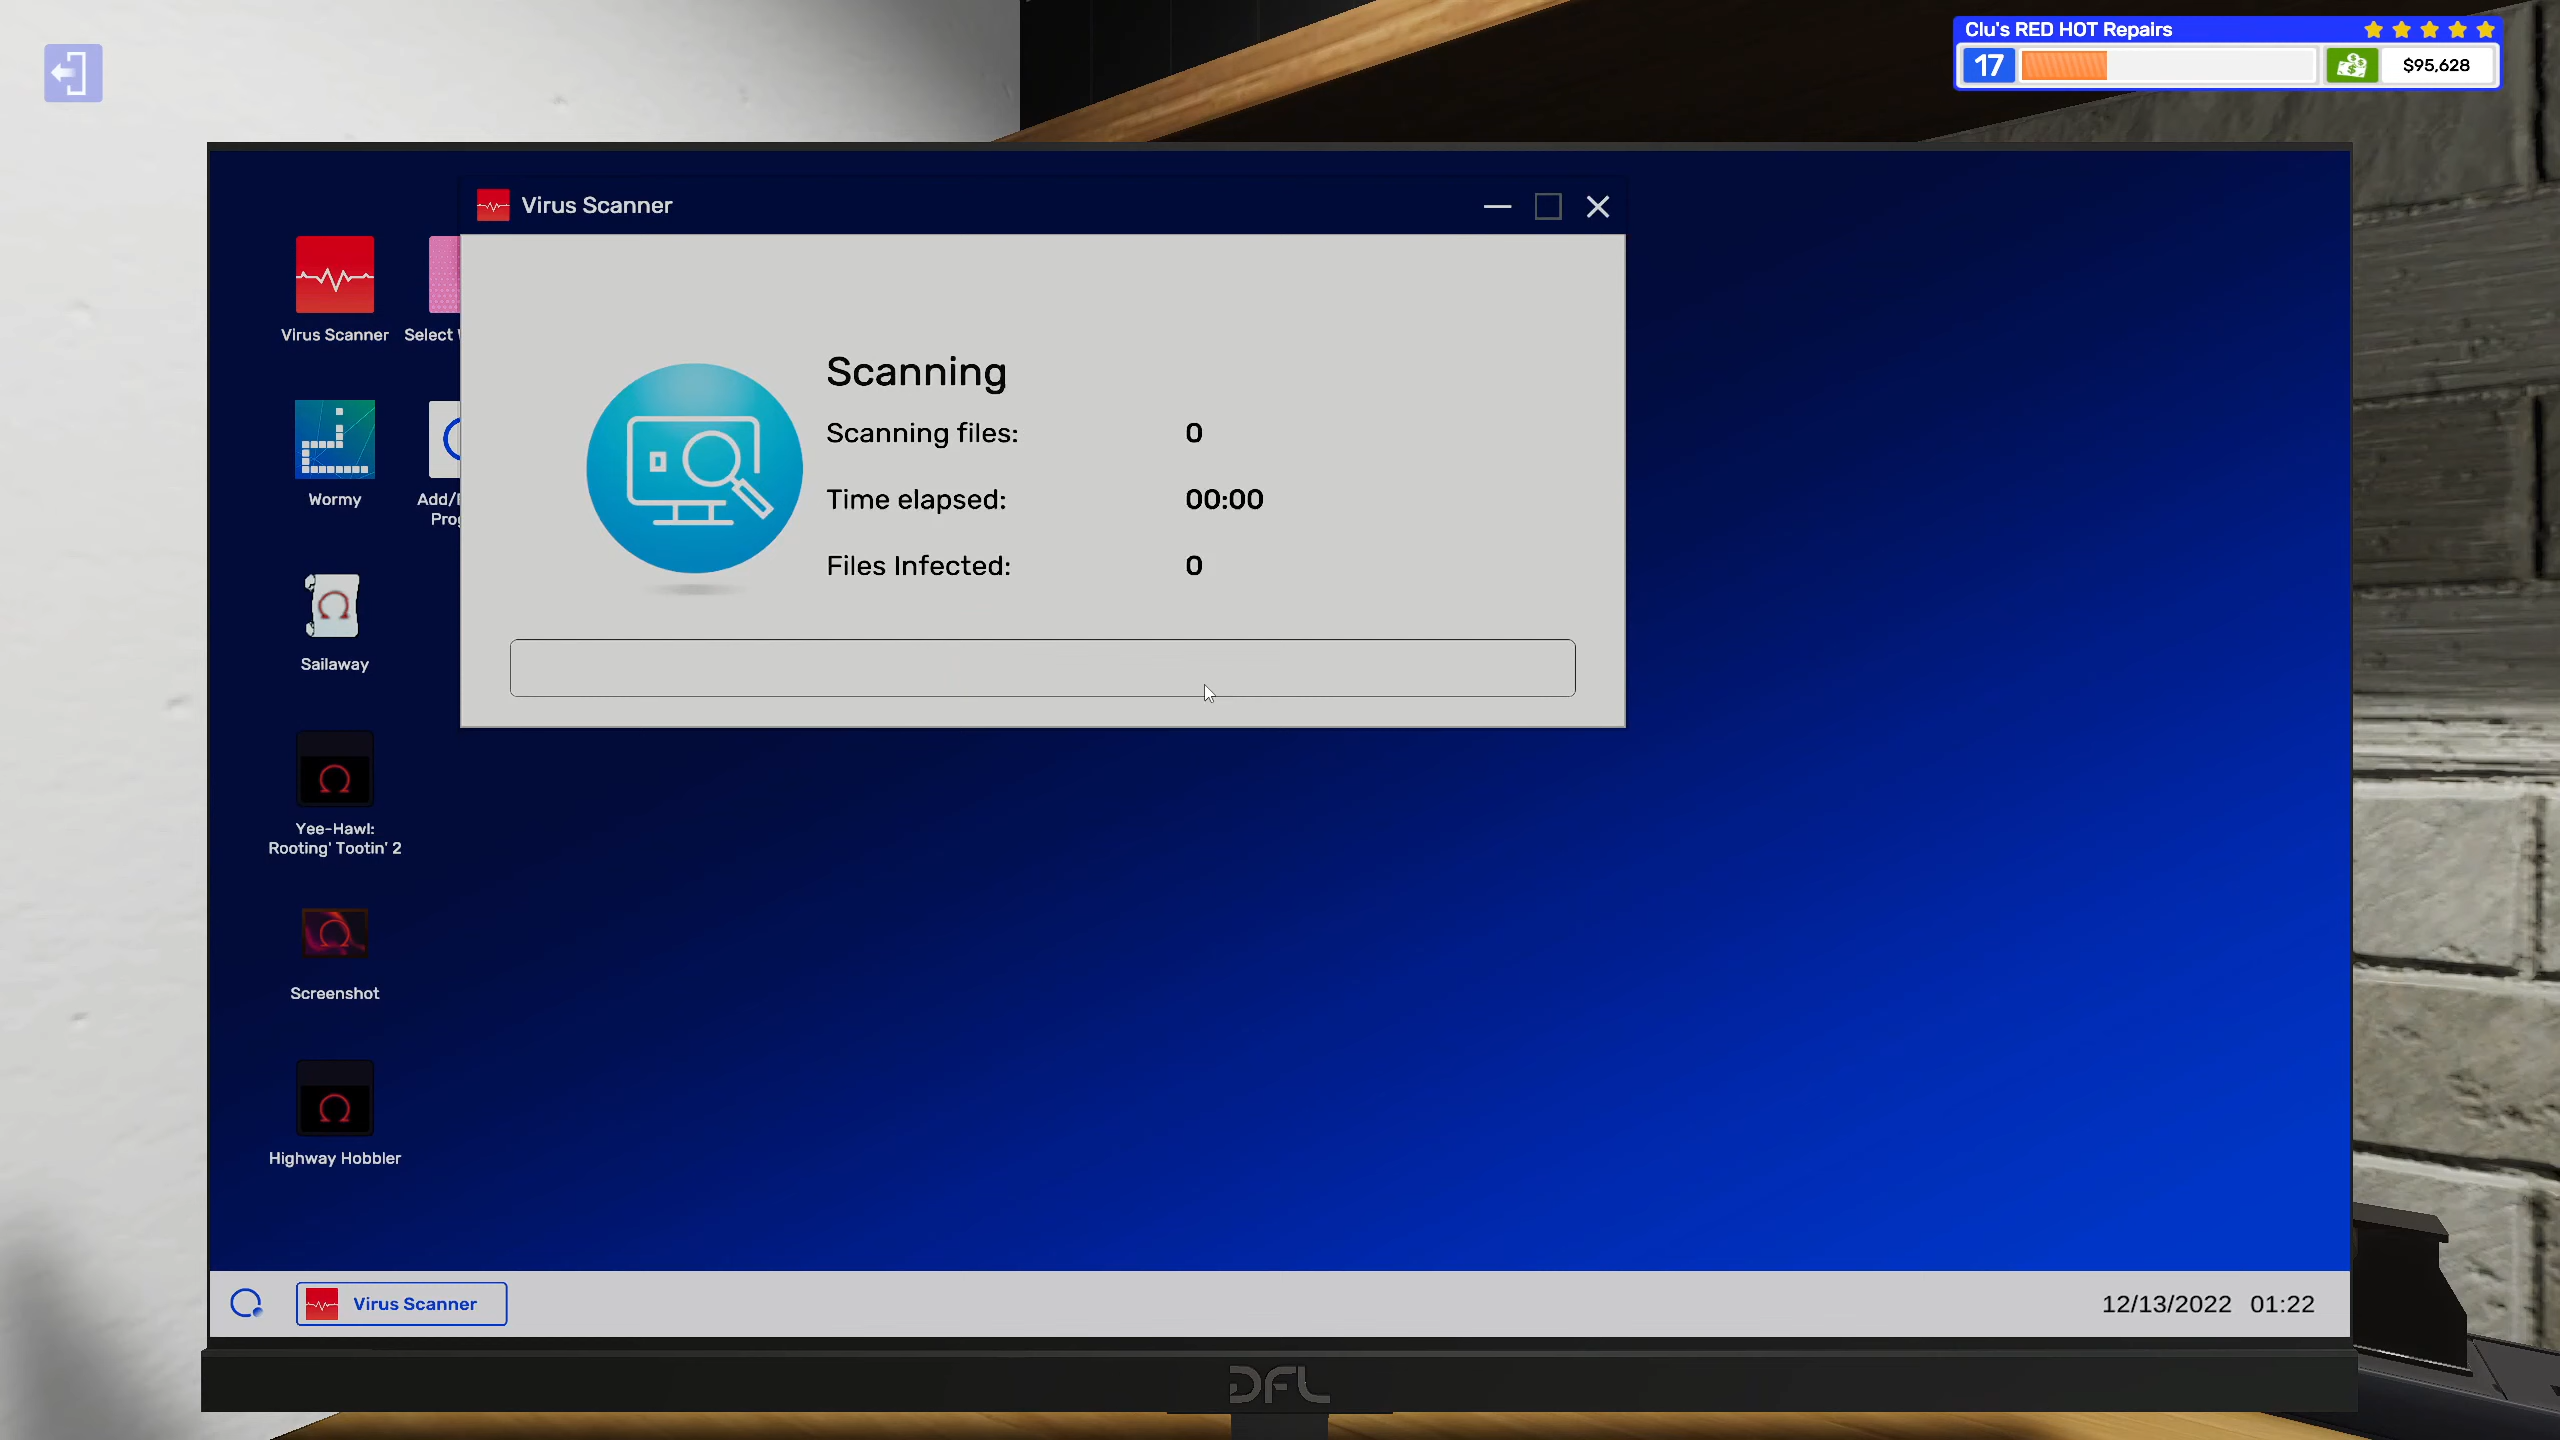 Clu's RED HOT Repairs
17
$95,628
Virus Scanner
Virus Scanner
Select
Wormy
Add/
Sailaway
Yee-Haw!:
Rooting' Tootin' 2
Screenshot
Highway Hobbler
Scanning
Scanning files: 0
Time elapsed: 00:00
Files Infected: 0
Virus Scanner
12/13/2022 01:22
DFL